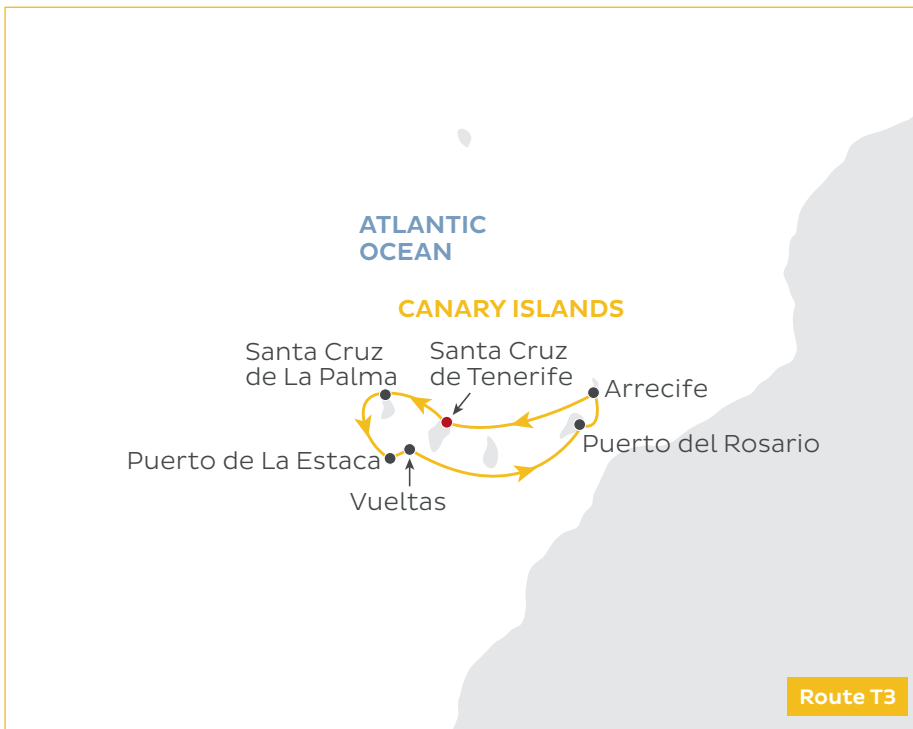 ATLANTIC
OCEAN
CANARY ISLANDS
Santa Cruz
de La Palma
Santa Cruz
de Tenerife
Arrecife
Puerto del Rosario
Puerto de La Estaca
Vueltas
Route T3